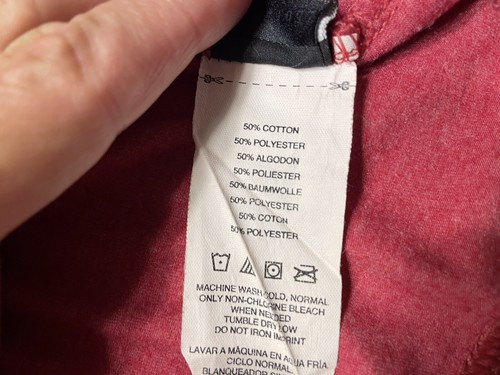 50% COTTON
50% POLYESTER
50% ALGODON
50% POLIESTER
50% BAUMWOLLE
50% POLYESTER
50% COTON
50% POLYESTER
MACHINE WASH COLD, NORMAL
ONLY NON-CHLORINE BLEACH
WHEN NEEDED
TUMBLE DRY LOW
DO NOT IRON IMPRINT
LAVAR A MÁQUINA EN AGUA FRÍA
CICLO NORMAL
BLANQUEADOR